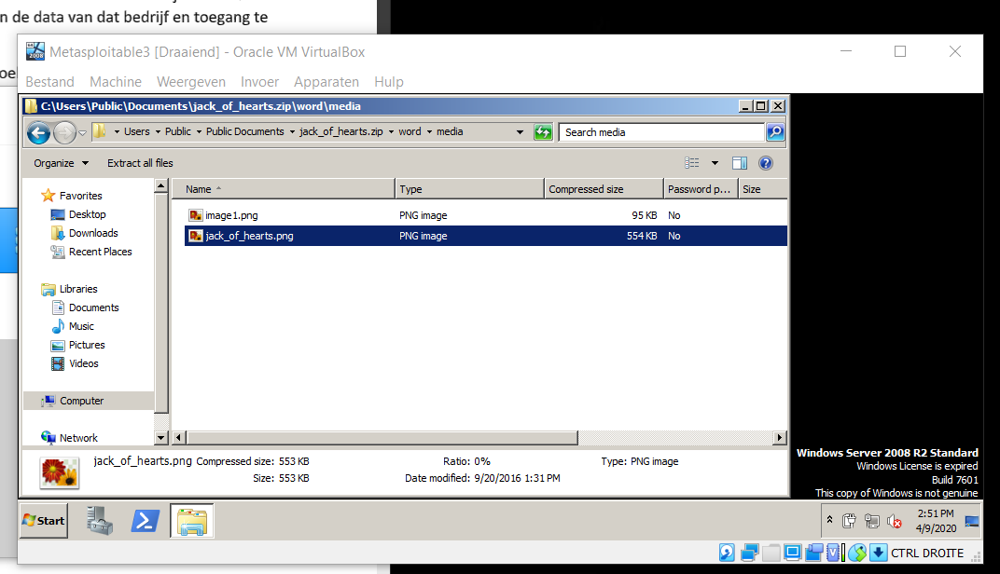 n de data van dat bedrijf en toegang te
Metasploitable3 [Draaiend] - Oracle VM VirtualBox
Bestand Machine Weergeven Invoer Apparaten Hulp
C:\Users\Public\Documents\jack_of_hearts.zip\word\media
Users Public Public Documents jack_of_hearts.zip word media Search media
Organize Extract all files
Favorites
Desktop
Downloads
Recent Places
Libraries
Documents
Music
Pictures
Videos
Computer
Network
Name Type Compressed size Password p... Size
image1.png PNG image 95 KB No
jack_of_hearts.png PNG image 554 KB No
jack_of_hearts.png Compressed size: 553 KB Ratio: 0% Type: PNG image
Size: 553 KB Date modified: 9/20/2016 1:31 PM
Windows Server 2008 R2 Standard
Windows License is expired
Build 7601
This copy of Windows is not genuine
Start
2:51 PM
4/9/2020
CTRL DROITE